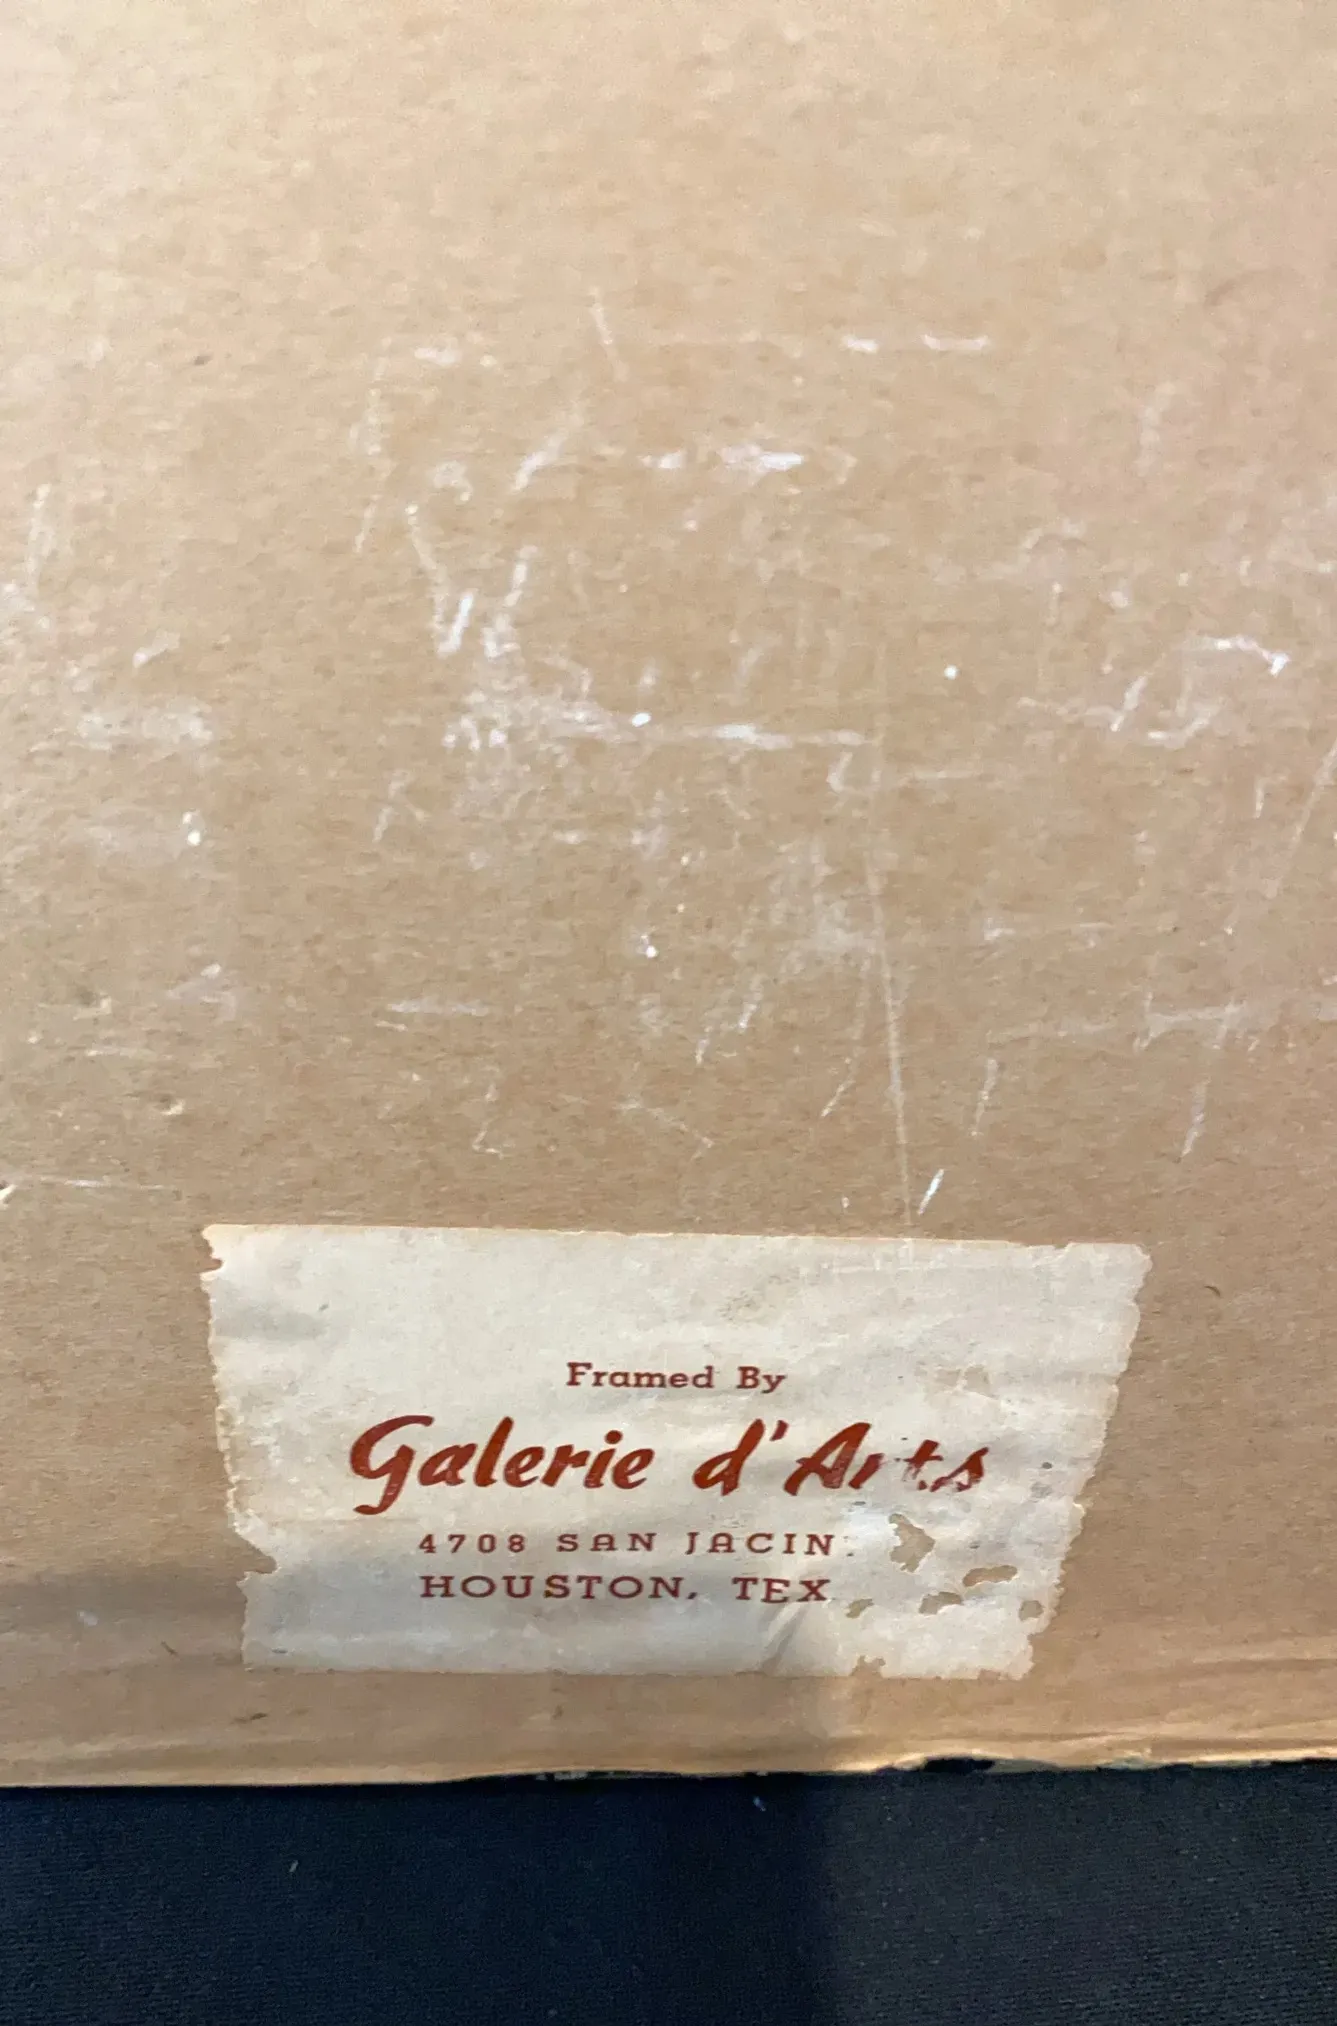 Framed By
Galerie d'Arts
4708 SAN JACIN
HOUSTON, TEX